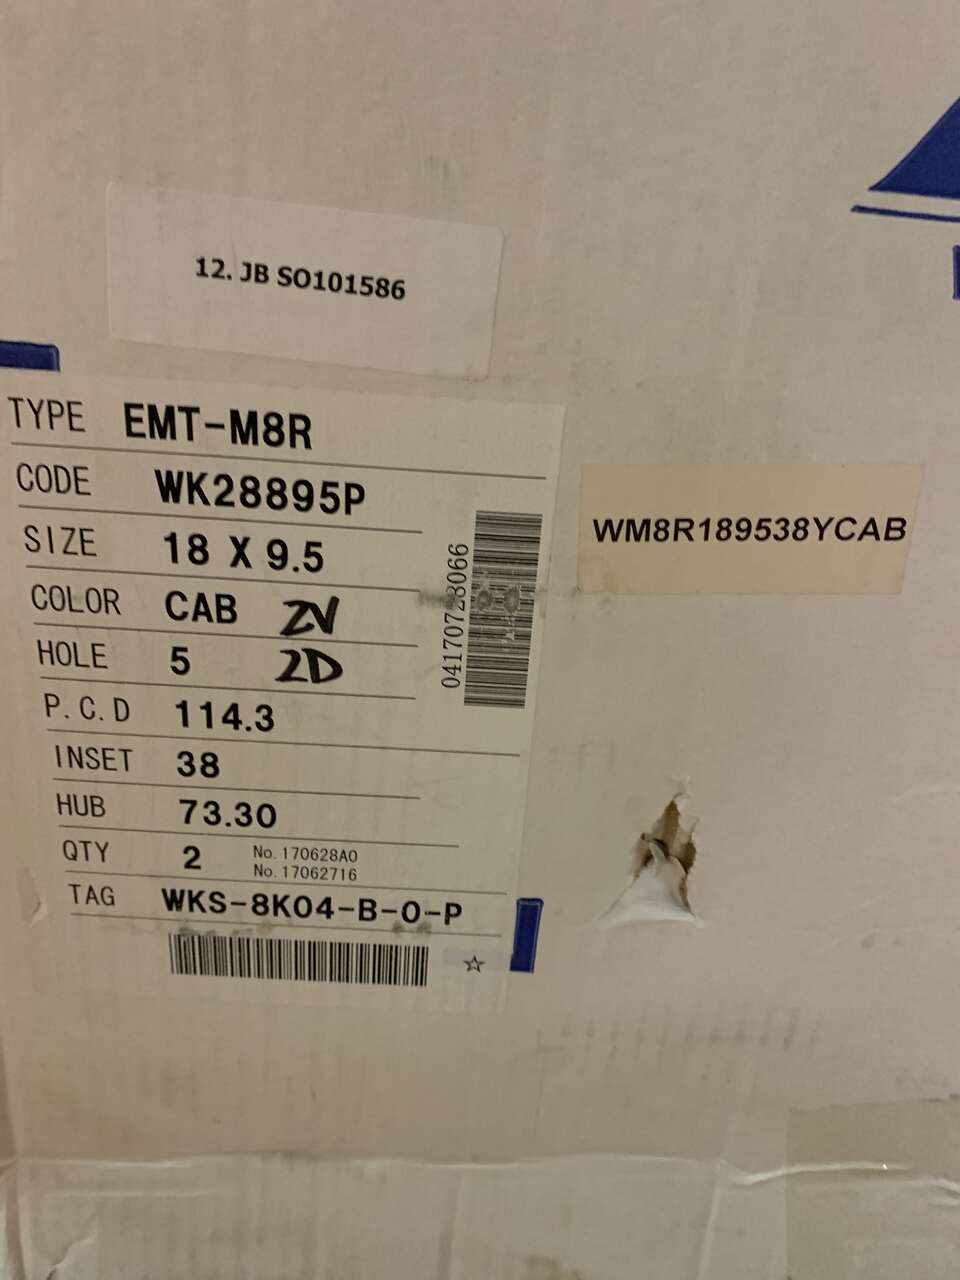 12. JB SO101586
TYPE EMT-M8R
CODE WK28895P
SIZE 18 X 9.5
COLOR CAB ZV
HOLE 5 2D
P.C.D 114.3
INSET 38
HUB 73.30
QTY 2 No. 170628A0
No. 17062716
TAG WKS-8K04-B-0-P
☆
04170728066
WM8R189538YCAB